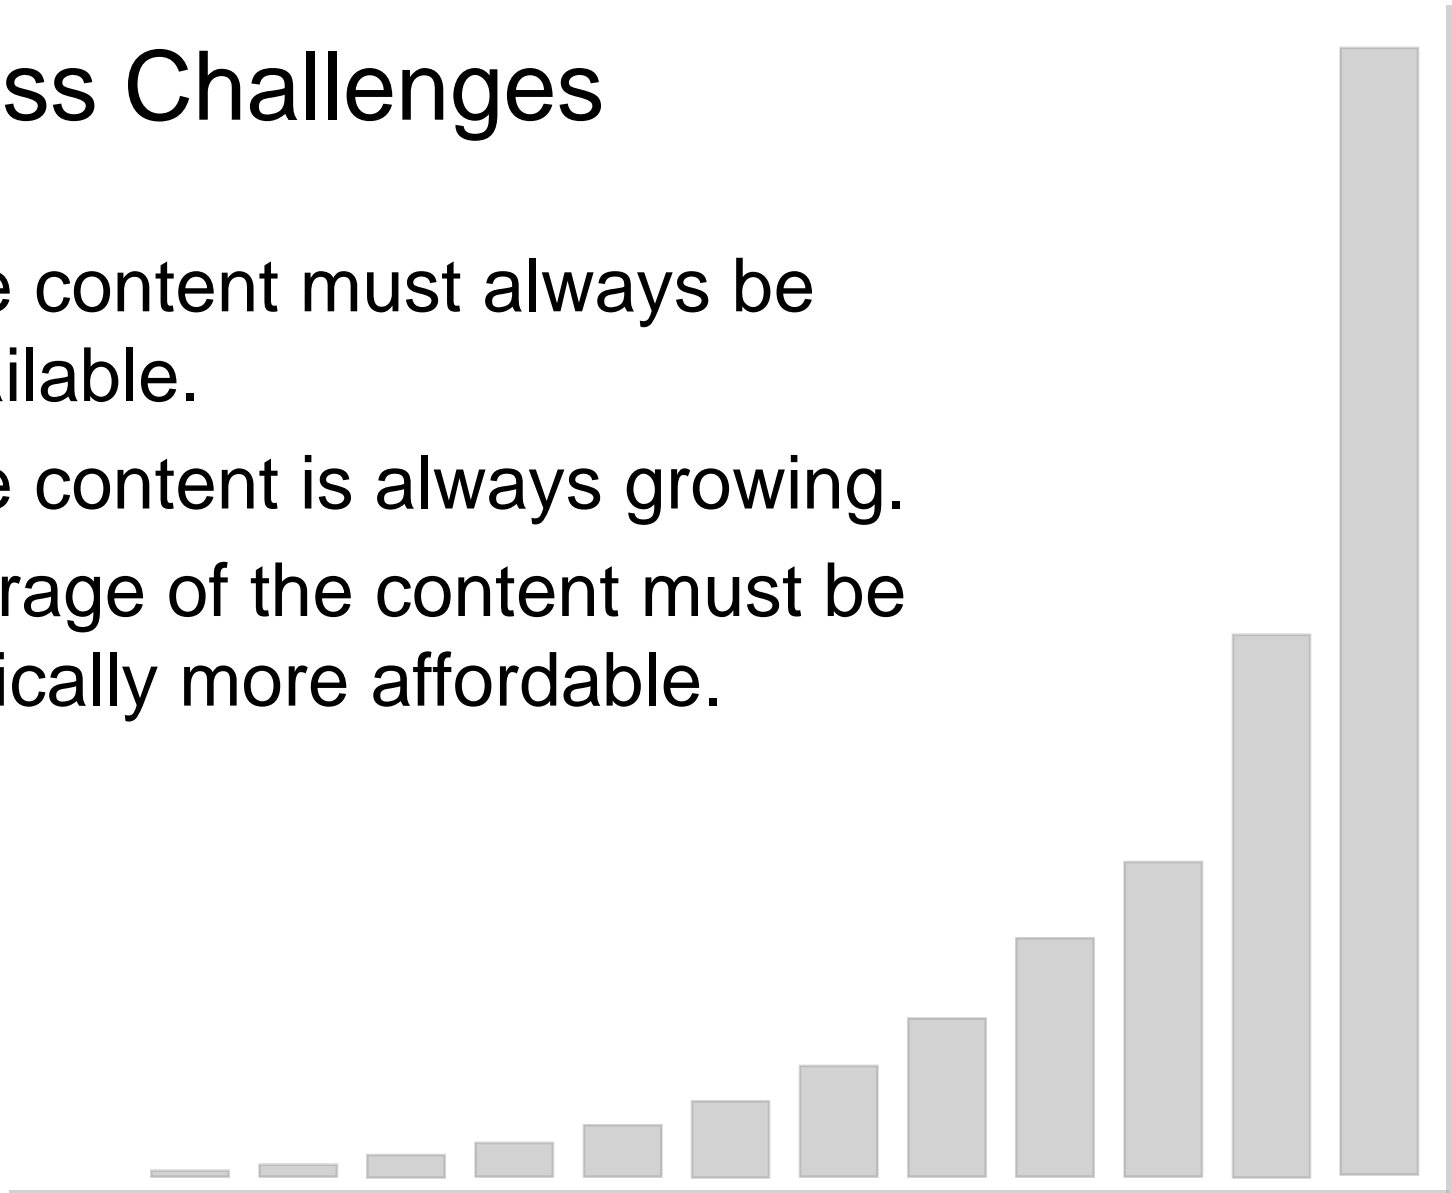 ss Challenges
e content must always be
ilable.
e content is always growing.
rage of the content must be
ically more affordable.